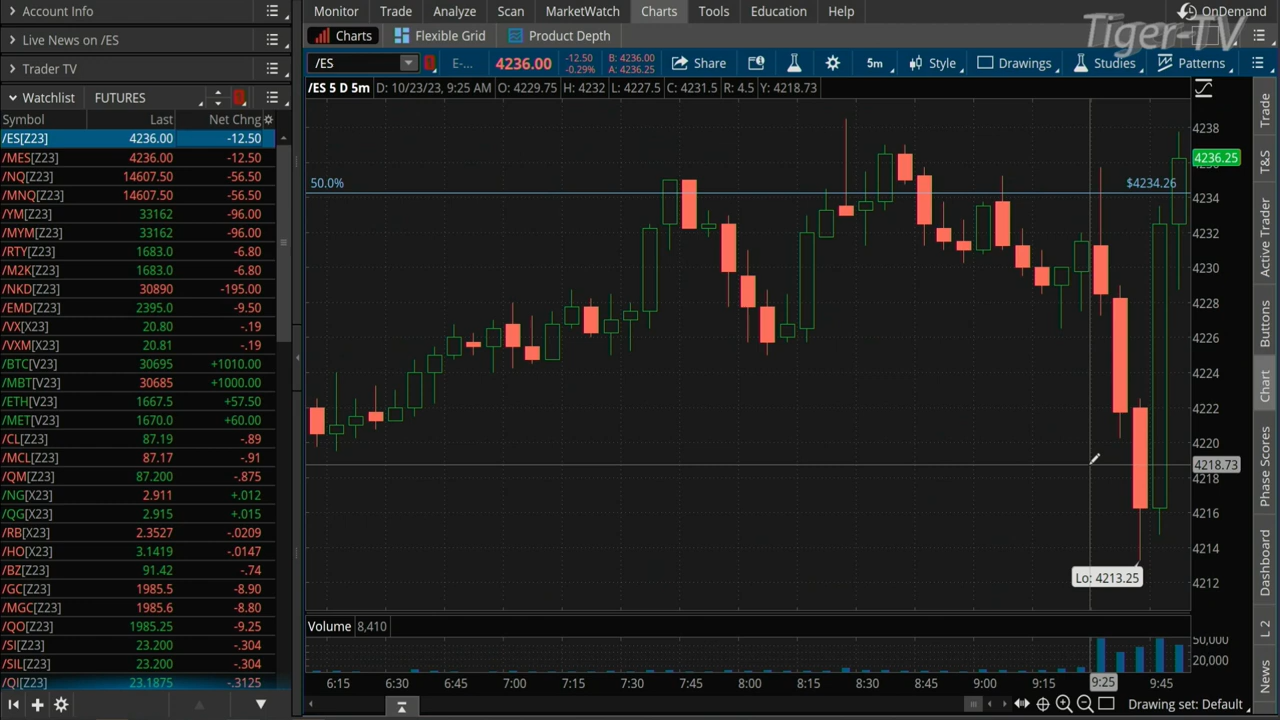 Account Info
Live News on /ES
Trader TV
Watchlist FUTURES
Symbol Last Net Chng
/ES[Z23] 4236.00 -12.50
/MES[Z23] 4236.00 -12.50
/NQ[Z23] 14607.50 -56.50
/MNQ[Z23] 14607.50 -56.50
/YM[Z23] 33162 -96.00
/MYM[Z23] 33162 -96.00
/RTY[Z23] 1683.0 -6.80
/M2K[Z23] 1683.0 -6.80
/NKD[Z23] 30890 -195.00
/EMD[Z23] 2395.0 -9.50
/VX[X23] 20.80 -.19
/VXM[X23] 20.81 -.19
/BTC[V23] 30695 +1010.00
/MBT[V23] 30685 +1000.00
/ETH[V23] 1667.5 +57.50
/MET[V23] 1670.0 +60.00
/CL[Z23] 87.19 -.89
/MCL[Z23] 87.17 -.91
/QM[Z23] 87.200 -.875
/NG[X23] 2.911 +.012
/QG[X23] 2.915 +.015
/RB[X23] 2.3527 -.0209
/HO[X23] 3.1419 -.0147
/BZ[Z23] 91.42 -.74
/GC[Z23] 1985.5 -8.90
/MGC[Z23] 1985.6 -8.80
/QO[Z23] 1985.25 -9.25
/SI[Z23] 23.200 -.304
/SIL[Z23] 23.200 -.304
/QI[Z23] 23.1875 -.3125
Monitor Trade Analyze Scan MarketWatch Charts Tools Education Help OnDemand
Tiger-TV
Charts Flexible Grid Product Depth
/ES E-... 4236.00 -12.50 -0.29% B: 4236.00 A: 4236.25 Share 5m Style Drawings Studies Patterns
/ES 5 D 5m D: 10/23/23, 9:25 AM O: 4229.75 H: 4232 L: 4227.5 C: 4231.5 R: 4.5 Y: 4218.73
50.0% $4234.26
4238
4236.25
4234
4232
4230
4228
4226
4224
4222
4220
4218.73
4218
4216
4214
4212
Lo: 4213.25
Volume 8,410
50,000
20,000
6:15 6:30 6:45 7:00 7:15 7:30 7:45 8:00 8:15 8:30 8:45 9:00 9:15 9:25 9:45
Drawing set: Default
Trade
T&S
Active Trader
Buttons
Chart
Phase Scores
Dashboard
L 2
News